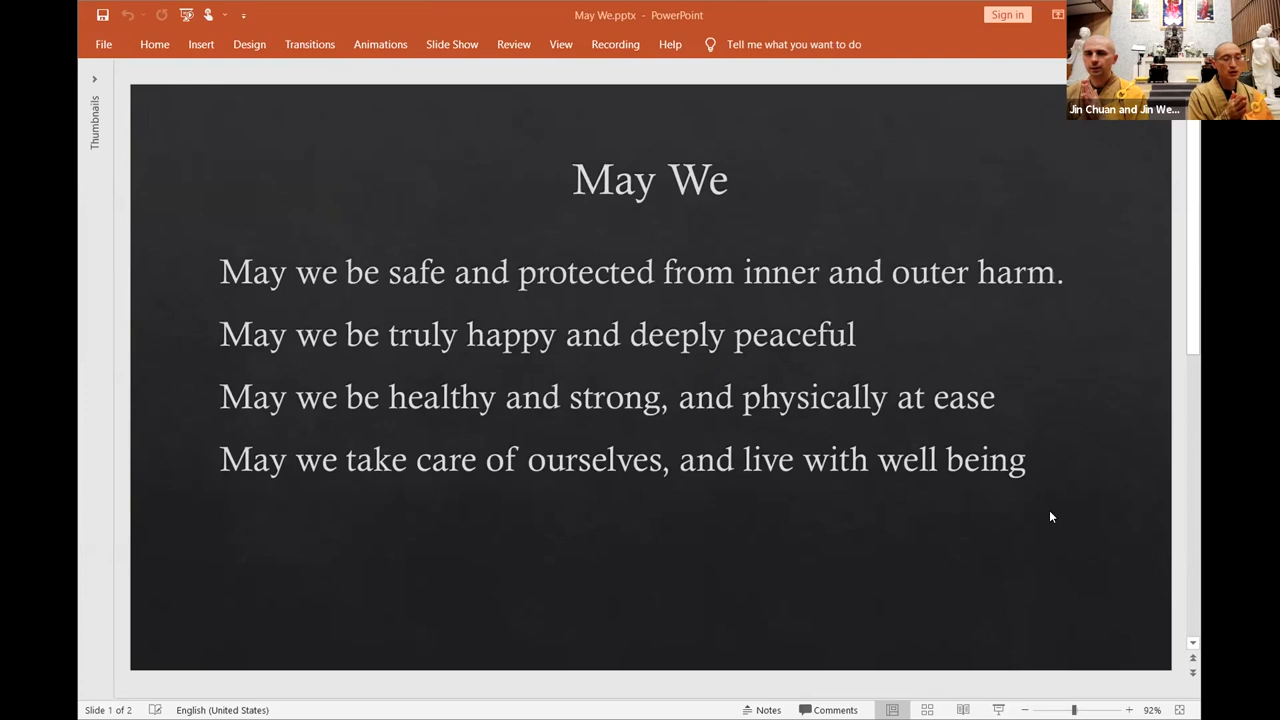 May We.pptx - PowerPoint
Sign in
File Home Insert Design Transitions Animations Slide Show Review View Recording Help Tell me what you want to do
Jin Chuan and Jin We...
Thumbnails
May We
May we be safe and protected from inner and outer harm.
May we be truly happy and deeply peaceful
May we be healthy and strong, and physically at ease
May we take care of ourselves, and live with well being
Slide 1 of 2 English (United States) Notes Comments 92%